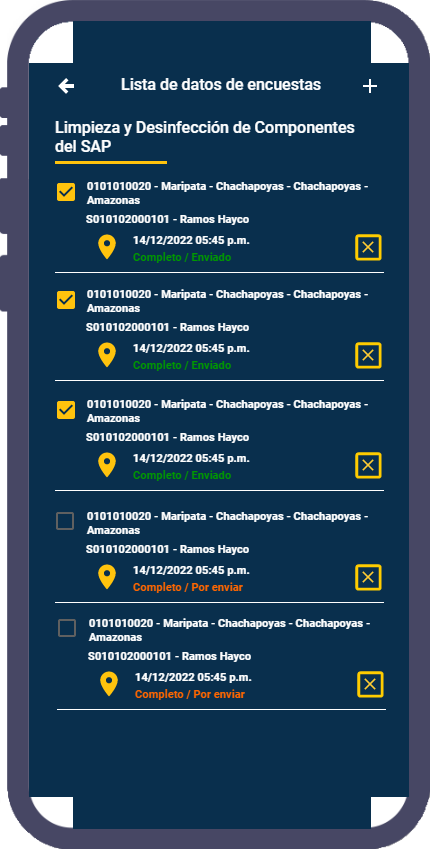 Lista de datos de encuestas
Limpieza y Desinfección de Componentes
del SAP
0101010020 - Maripata - Chachapoyas - Chachapoyas -
Amazonas
S010102000101 - Ramos Hayco
14/12/2022 05:45 p.m.
Completo / Enviado
0101010020 - Maripata - Chachapoyas - Chachapoyas -
Amazonas
S010102000101 - Ramos Hayco
14/12/2022 05:45 p.m.
Completo / Enviado
0101010020 - Maripata - Chachapoyas - Chachapoyas -
Amazonas
S010102000101 - Ramos Hayco
14/12/2022 05:45 p.m.
Completo / Enviado
0101010020 - Maripata - Chachapoyas - Chachapoyas -
Amazonas
S010102000101 - Ramos Hayco
14/12/2022 05:45 p.m.
Completo / Por enviar
0101010020 - Maripata - Chachapoyas - Chachapoyas -
Amazonas
S010102000101 - Ramos Hayco
14/12/2022 05:45 p.m.
Completo / Por enviar